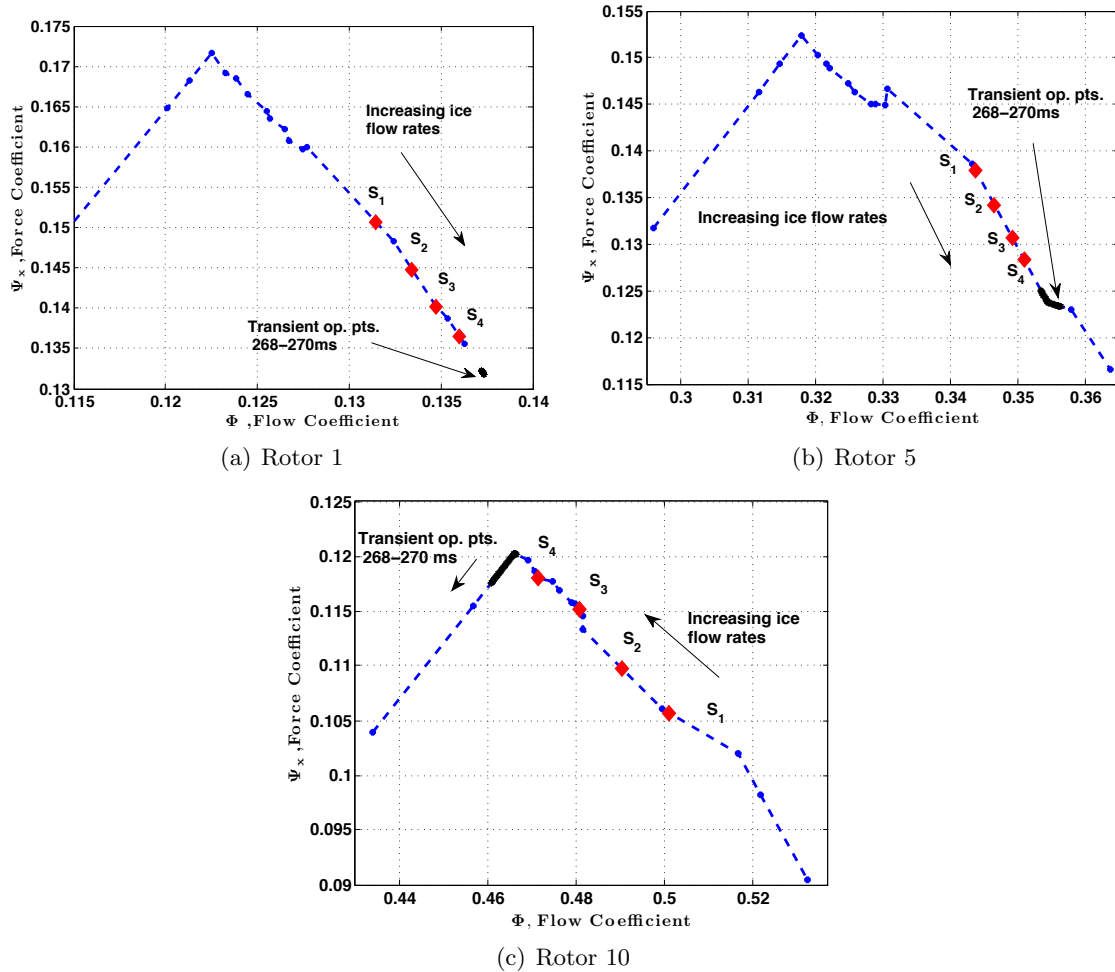 0.175
0.17
0.165
0.16
0.155
0.15
0.145
0.14
0.135
0.13
Ψx ,Force Coefficient
Increasing ice
flow rates
S1
S2
S3
S4
Transient op. pts.
268−270ms
0.115
0.12
0.125
0.13
0.135
0.14
Φ ,Flow Coefficient
(a) Rotor 1
0.155
0.15
0.145
0.14
0.135
0.13
0.125
0.12
0.115
Ψx ,Force Coefficient
Transient op. pts.
268−270ms
S1
S2
S3
S4
Increasing ice flow rates
0.3
0.31
0.32
0.33
0.34
0.35
0.36
Φ, Flow Coefficient
(b) Rotor 5
0.125
0.12
0.115
0.11
0.105
0.1
0.095
0.09
Ψx ,Force Coefficient
Transient op. pts.
268−270 ms
S4
S3
S2
S1
Increasing ice
flow rates
0.44
0.46
0.48
0.5
0.52
Φ, Flow Coefficient
(c) Rotor 10